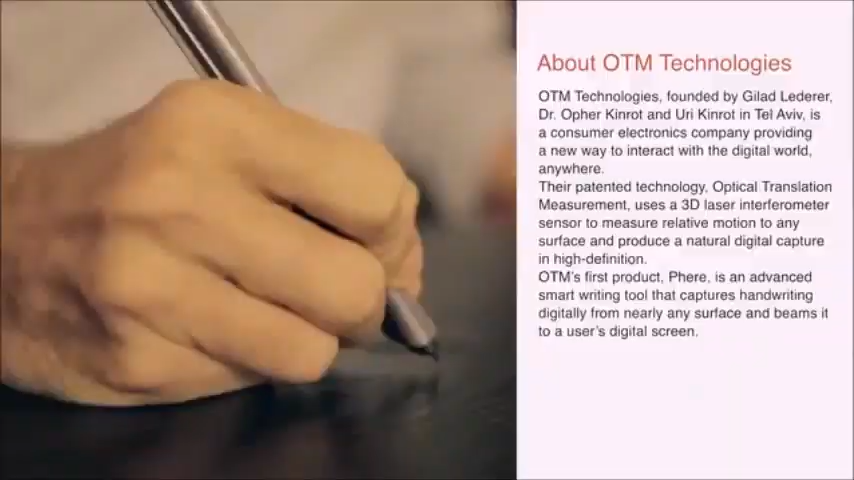 About OTM Technologies
OTM Technologies, founded by Gilad Lederer,
Dr. Opher Kinrot and Uri Kinrot in Tel Aviv, is
a consumer electronics company providing
a new way to interact with the digital world,
anywhere.
Their patented technology, Optical Translation
Measurement, uses a 3D laser interferometer
sensor to measure relative motion to any
surface and produce a natural digital capture
in high-definition.
OTM's first product, Phere, is an advanced
smart writing tool that captures handwriting
digitally from nearly any surface and beams it
to a user's digital screen.